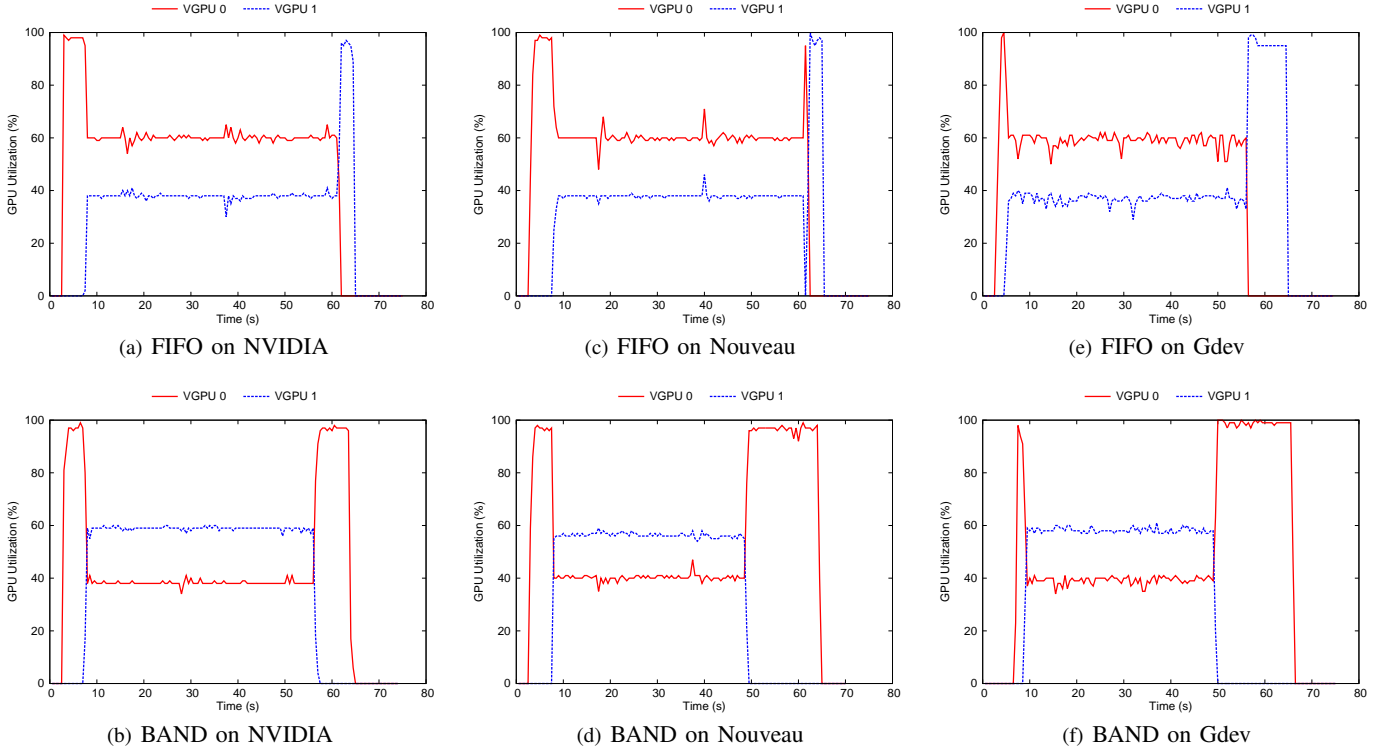 VGPU 0 VGPU 1
100
80
60
40
20
0
GPU Utilization (%)
0 10 20 30 40 50 60 70 80
Time (s)
(a) FIFO on NVIDIA
VGPU 0 VGPU 1
100
80
60
40
20
0
GPU Utilization (%)
0 10 20 30 40 50 60 70 80
Time (s)
(c) FIFO on Nouveau
VGPU 0 VGPU 1
100
80
60
40
20
0
GPU Utilization (%)
0 10 20 30 40 50 60 70 80
Time (s)
(e) FIFO on Gdev
VGPU 0 VGPU 1
100
80
60
40
20
0
GPU Utilization (%)
0 10 20 30 40 50 60 70 80
Time (s)
(b) BAND on NVIDIA
VGPU 0 VGPU 1
100
80
60
40
20
0
GPU Utilization (%)
0 10 20 30 40 50 60 70 80
Time (s)
(d) BAND on Nouveau
VGPU 0 VGPU 1
100
80
60
40
20
0
GPU Utilization (%)
0 10 20 30 40 50 60 70 80
Time (s)
(f) BAND on Gdev